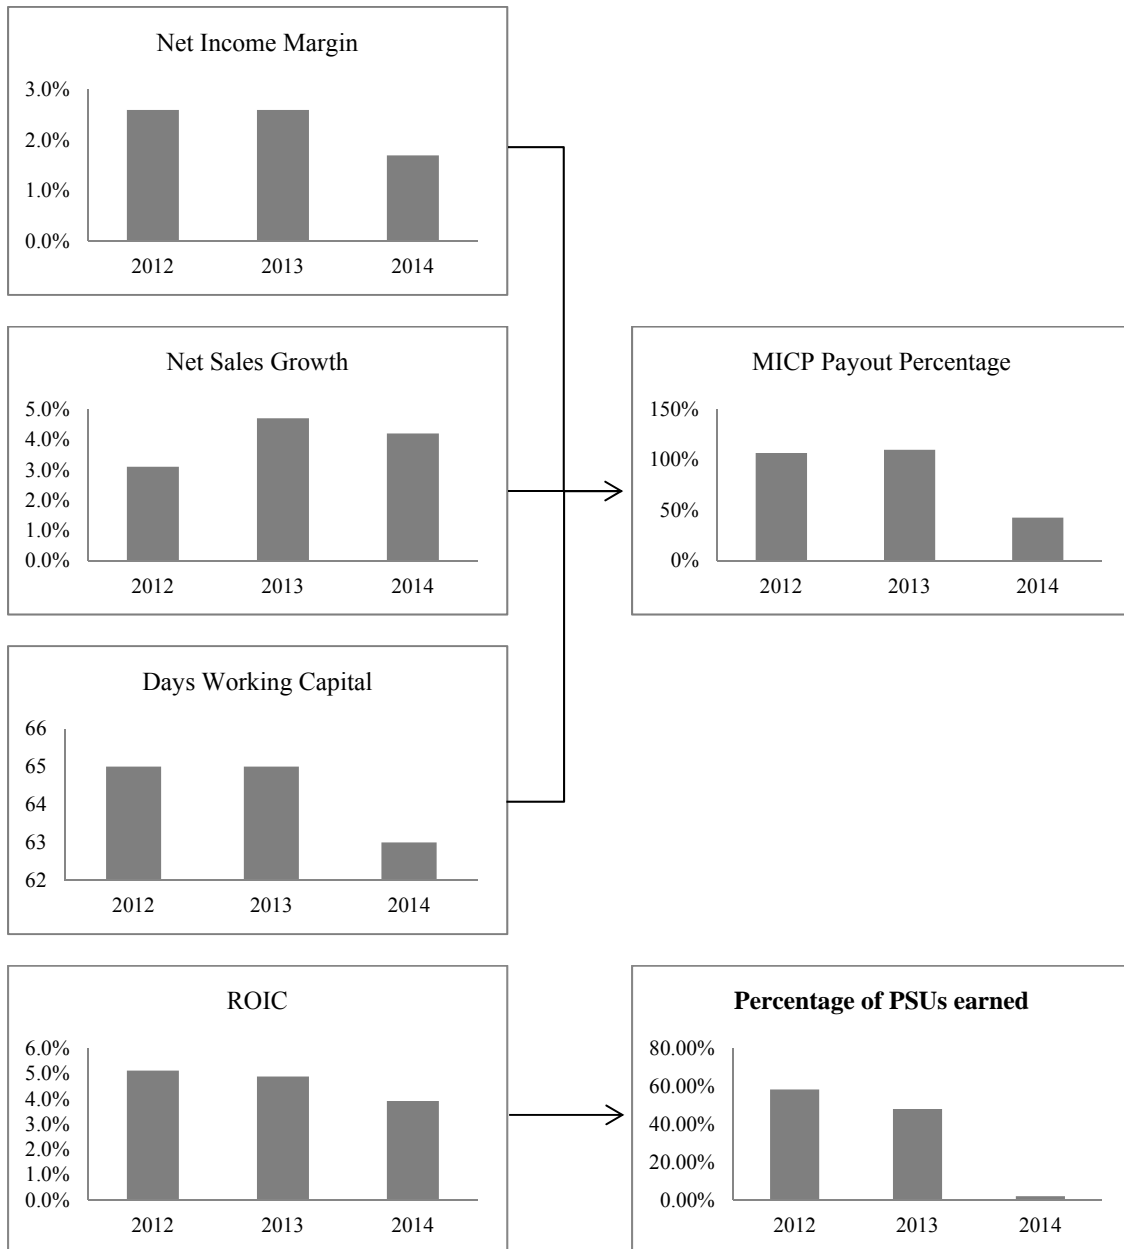 Net Income Margin
3.0%
2.0%
1.0%
0.0%
2012 2013 2014
Net Sales Growth
5.0%
4.0%
3.0%
2.0%
1.0%
0.0%
2012 2013 2014
MICP Payout Percentage
150%
100%
50%
0%
2012 2013 2014
Days Working Capital
66
65
64
63
62
2012 2013 2014
ROIC
6.0%
5.0%
4.0%
3.0%
2.0%
1.0%
0.0%
2012 2013 2014
Percentage of PSUs earned
80.00%
60.00%
40.00%
20.00%
0.00%
2012 2013 2014